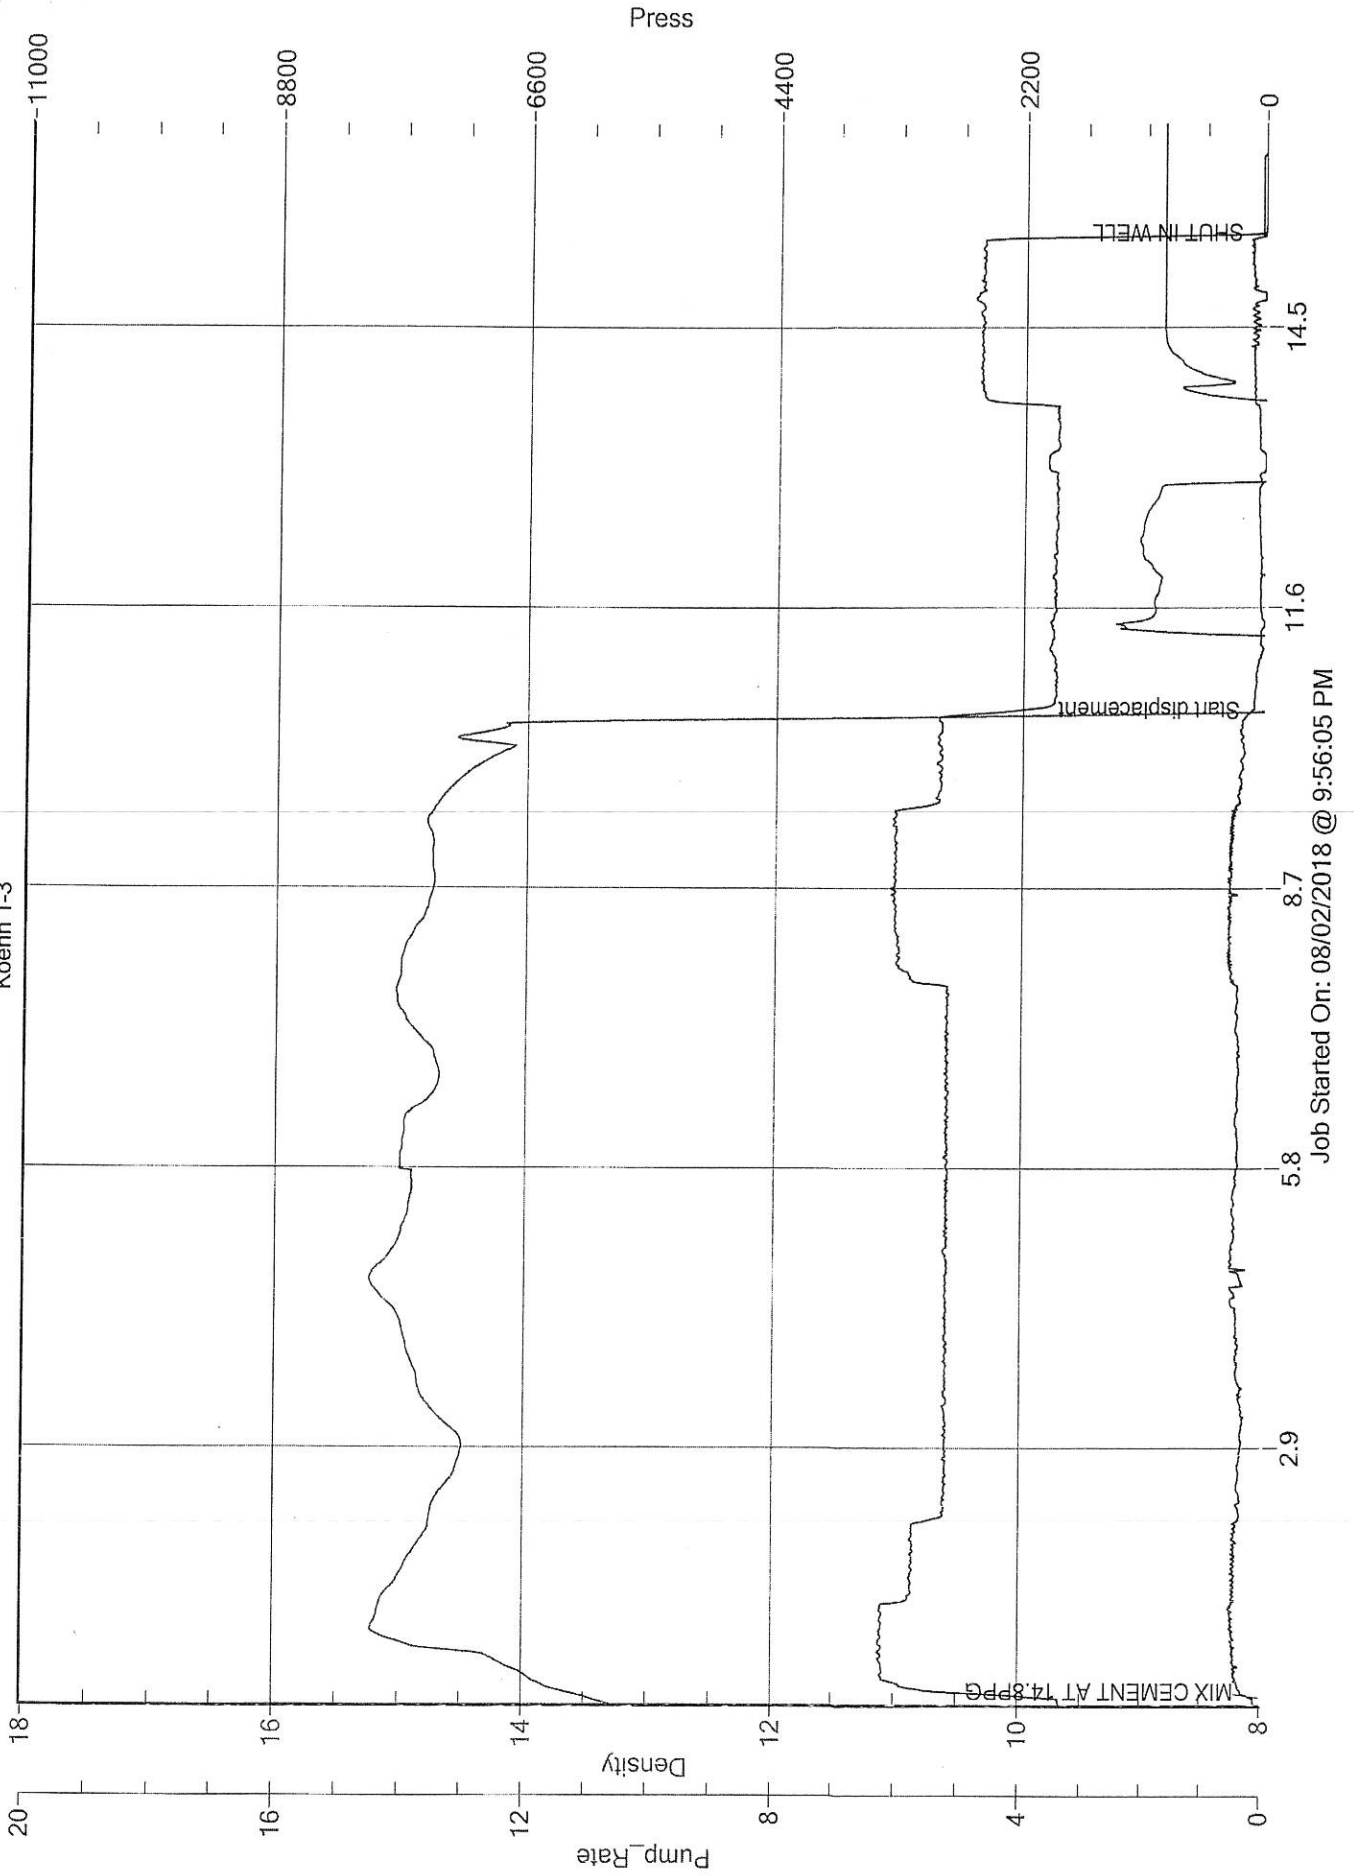 Koehn 1-3
Press
11000
8800
6600
4400
2200
0
18
16
14
12
10
8
Density
20
16
12
8
4
0
Pump_Rate
MIX CEMENT AT 14.8PPG
Start displacement
SHUT IN WELL
2.9
5.8
8.7
11.6
14.5
Job Started On: 08/02/2018 @ 9:56:05 PM